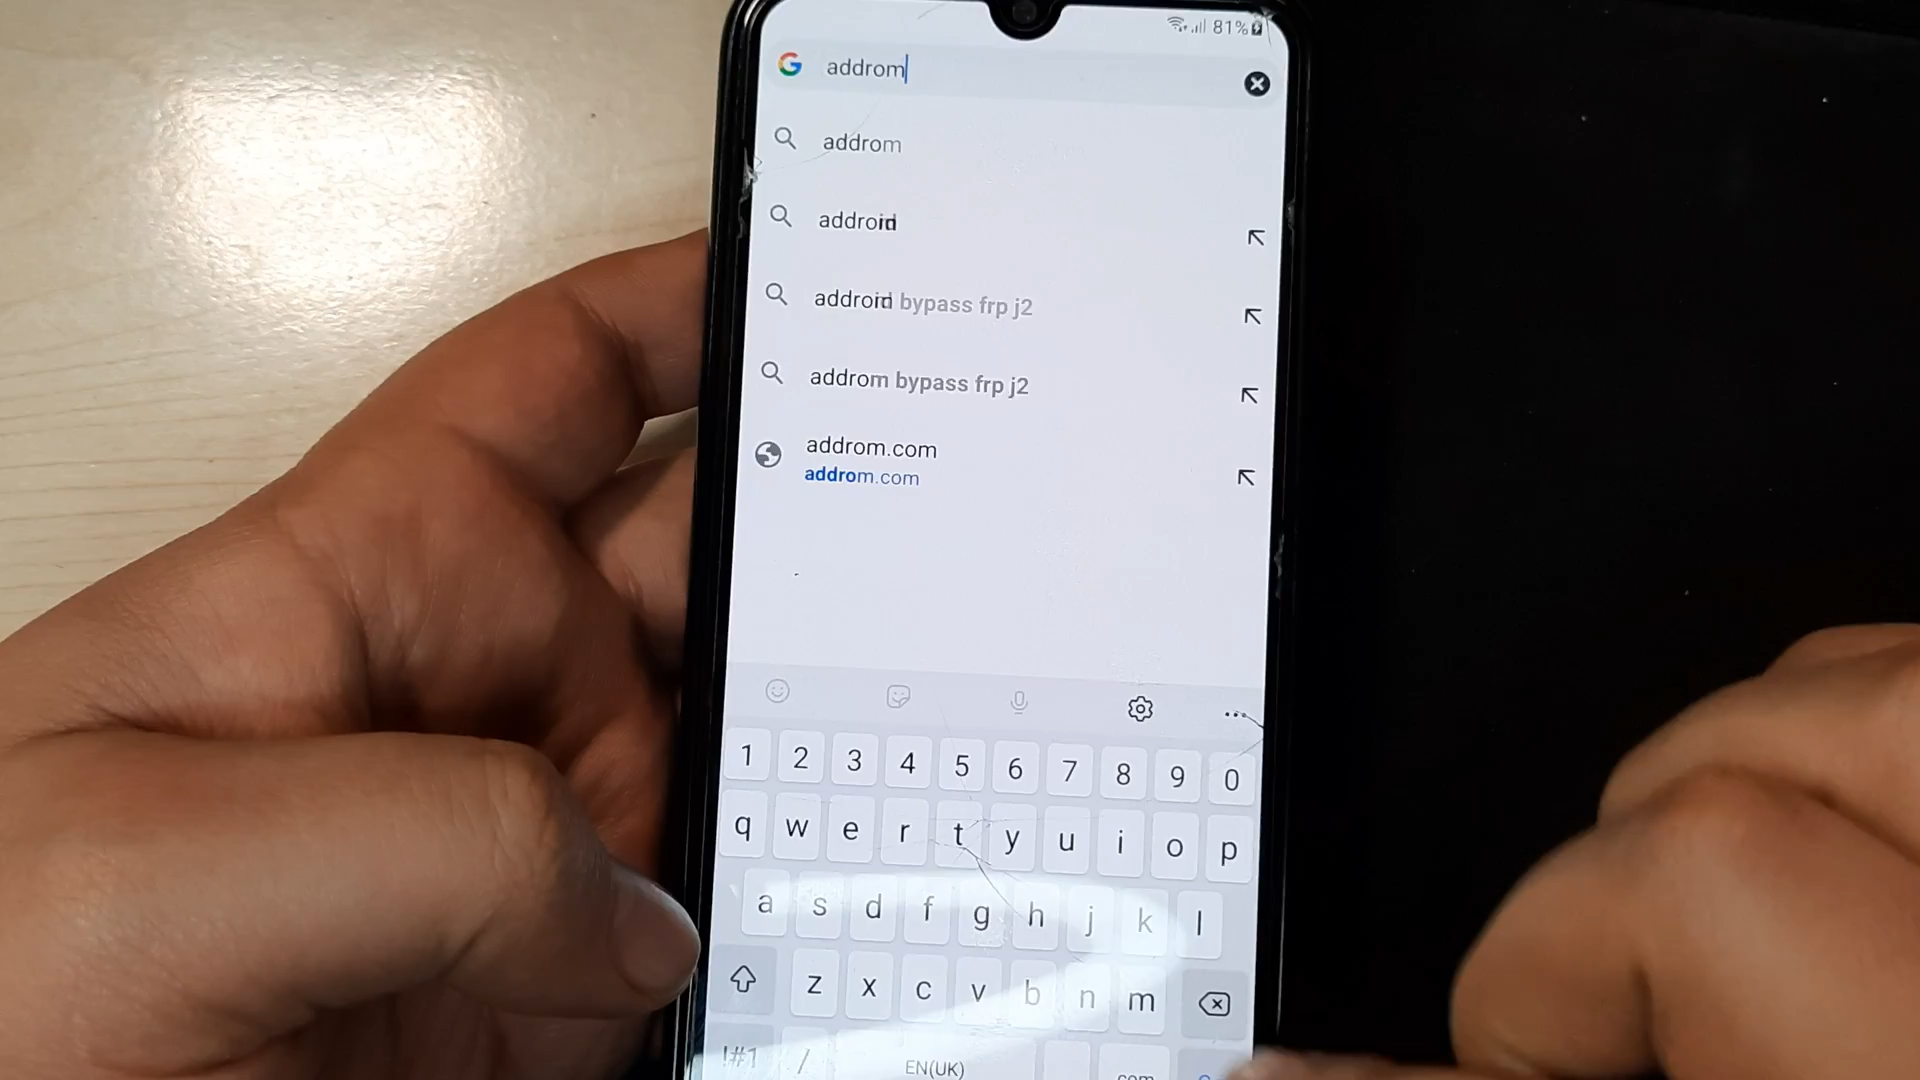 81%
addrom
addrom
addroid
addroid bypass frp j2
addrom bypass frp j2
addrom.com
addrom.com
1 2 3 4 5 6 7 8 9 0
q w e r t y u i o p
a s d f g h j k l
z x c v b n m
!#1 / EN(UK) .com